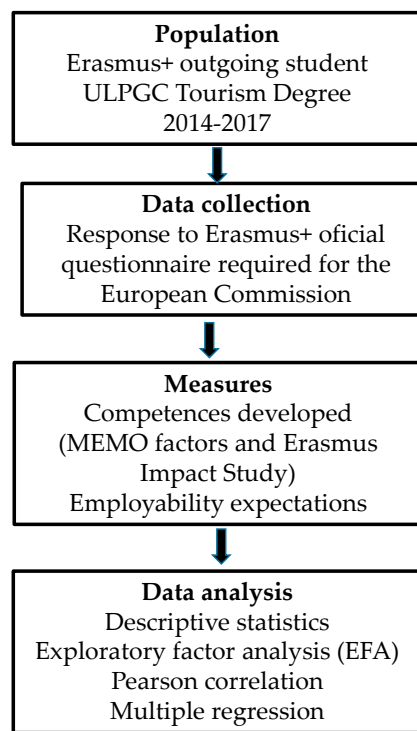 Population
Erasmus+ outgoing student
ULPGC Tourism Degree
2014-2017
Data collection
Response to Erasmus+ oficial
questionnaire required for the
European Commission
Measures
Competences developed
(MEMO factors and Erasmus
Impact Study)
Employability expectations
Data analysis
Descriptive statistics
Exploratory factor analysis (EFA)
Pearson correlation
Multiple regression